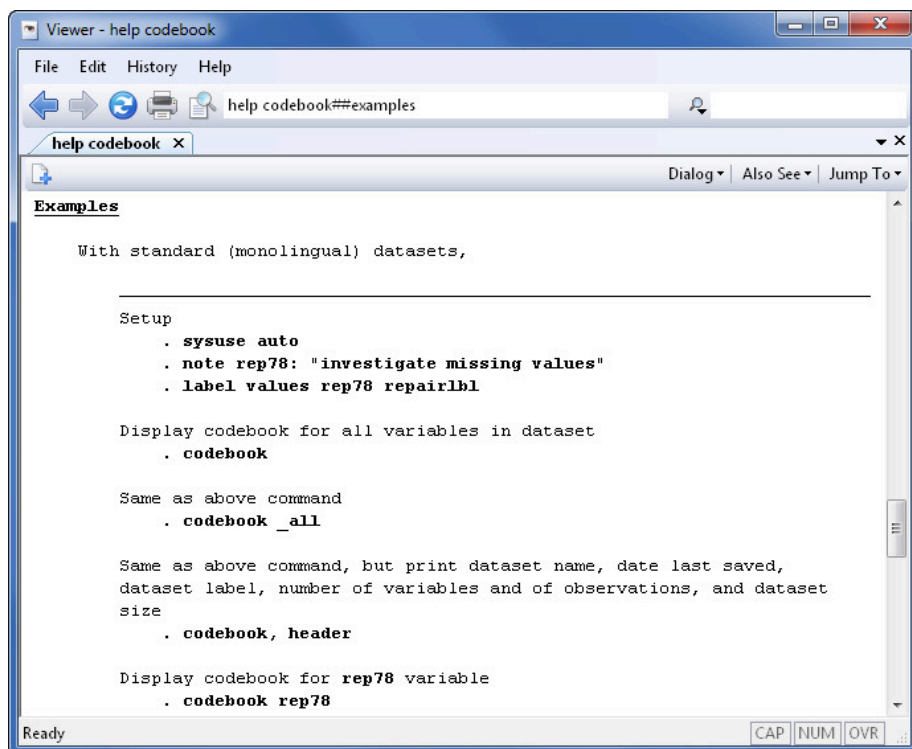 Viewer - help codebook
File Edit History Help
help codebook##examples
help codebook X
Dialog Also See Jump To
Examples
With standard (monolingual) datasets,
Setup
. sysuse auto
. note rep78: "investigate missing values"
. label values rep78 repairlbl
Display codebook for all variables in dataset
. codebook
Same as above command
. codebook _all
Same as above command, but print dataset name, date last saved,
dataset label, number of variables and of observations, and dataset
size
. codebook, header
Display codebook for rep78 variable
. codebook rep78
Ready CAP NUM OVR